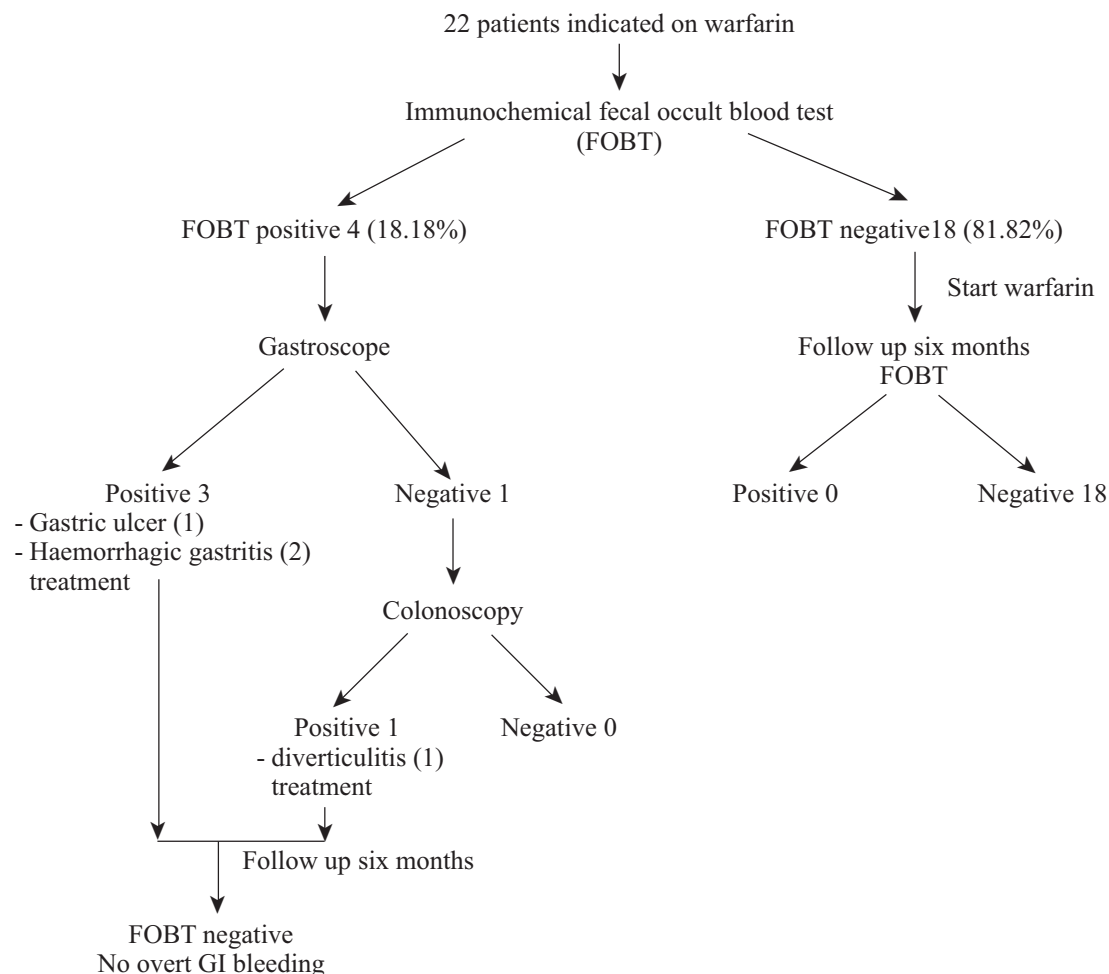 22 patients indicated on warfarin
Immunochemical fecal occult blood test
(FOBT)
FOBT positive 4 (18.18%)
FOBT negative18 (81.82%)
Start warfarin
Gastroscope
Follow up six months
FOBT
Positive 3
- Gastric ulcer (1)
- Haemorrhagic gastritis (2)
treatment
Negative 1
Positive 0
Negative 18
Colonoscopy
Positive 1
- diverticulitis (1)
treatment
Negative 0
Follow up six months
FOBT negative
No overt GI bleeding